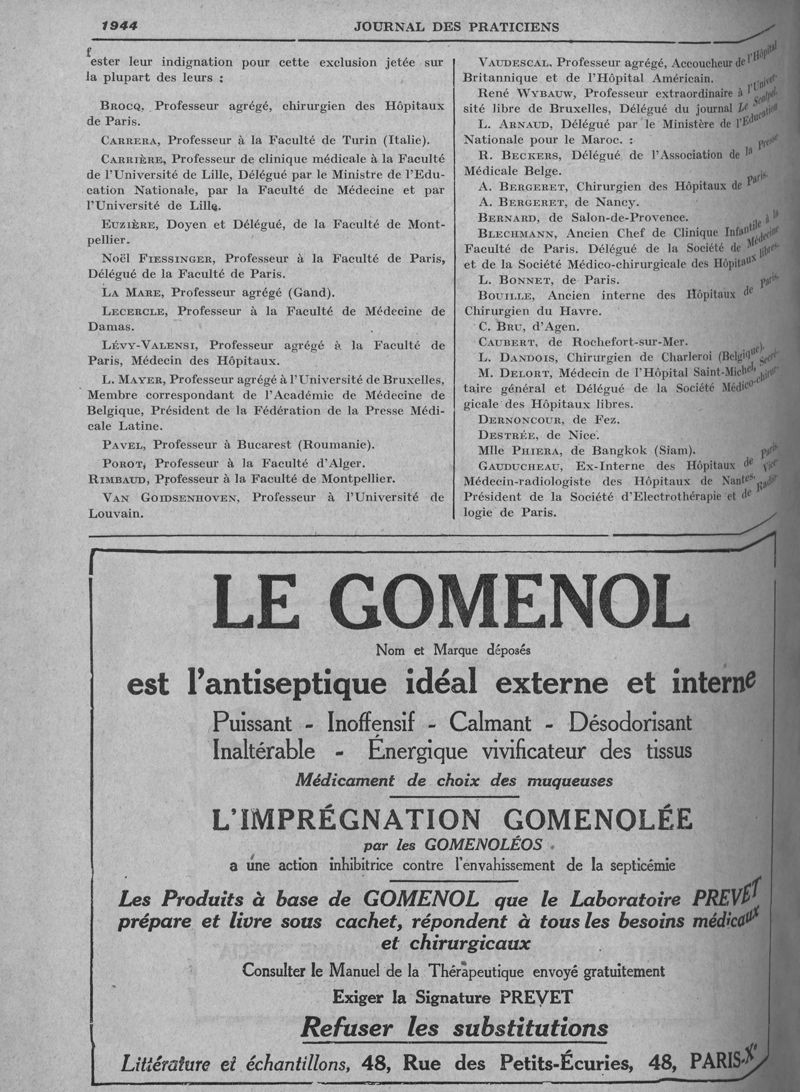 1944
JOURNAL DES PRATICIENS
fester leur indignation pour cette exclusion jetée sur
la plupart des leurs :
BROCQ, Professeur agrégé, chirurgien des Hôpitaux
de Paris.
CARRERA, Professeur à la Faculté de Turin (Italie).
CARRIÈRE, Professeur de clinique médicale à la Faculté
de l'Université de Lille, Délégué par le Ministre de l'Edu-
cation Nationale, par la Faculté de Médecine et par
l'Université de Lille.
EUZIÈRE, Doyen et Délégué, de la Faculté de Mont-
pellier.
Noël FIESSINGER, Professeur à la Faculté de Paris,
Délégué de la Faculté de Paris.
LA MARE, Professeur agrégé (Gand).
LECERCLE, Professeur à la Faculté de Médecine de
Damas.
LÉVY-VALENSI, Professeur agrégé à la Faculté de
Paris, Médecin des Hôpitaux.
L. MAYER, Professeur agrégé à l'Université de Bruxelles,
Membre correspondant de l'Académic de Médecine de
Belgique, Président de la Fédération de la Presse Médi-
cale Latine.
PAVEL, Professeur à Bucarest (Roumanie).
POROT, Professeur à la Faculté d'Alger.
RIMBAUD, Professeur à la Faculté de Montpellier.
VAN GOIDSENHOVEN, Professeur à l'Université de
Louvain.
VAUDESCAL. Professeur agrégé, Accoucheur de l'Hôpital
Britannique et de l'Hôpital Américain.
René WYBAUW, Professeur extraordinaire à l'Univer-
sité libre de Bruxelles, Délégué du journal Le Scalpel.
L. ARNAUD, Délégué par le Ministère de l'Education
Nationale pour le Maroc. :
R. BECKERS, Délégué de l'Association de la Presse
Médicale Belge.
A. BERGERET, Chirurgien des Hôpitaux de Paris.
A. BERGERET, de Nancy.
BERNARD, de Salon-de-Provence.
BLECHMANN, Ancien Chef de Clinique Infantile à la
Faculté de Paris. Délégué de la Société de Médecine
et de la Société Médico-chirurgicale des Hôpitaux libres.
L. BONNET, de Paris.
BOUILLE, Ancien interne des Hôpitaux de Paris.
Chirurgien du Havre.
C. BRU, d'Agen.
CAUBERT, de Rochefort-sur-Mer.
L. DANDOIS, Chirurgien de Charleroi (Belgique).
M. DELORT, Médecin de l'Hôpital Saint-Michel, Secré-
taire général et Délégué de la Société Médico-chirur-
gicale des Hôpitaux libres.
DERNONCOUR, de Fez.
DESTRÉE, de Nice.
Mlle PHIERA, de Bangkok (Siam).
GAUDUCHEAU, Ex-Interne des Hôpitaux de Paris.
Médecin-radiologiste des Hôpitaux de Nantes. Vice-
Président de la Société d'Electrothérapie et de Radio-
logie de Paris.
LE GOMENOL
Nom et Marque déposés
est l'antiseptique idéal externe et interne
Puissant - Inoffensif - Calmant - Désodorisant
Inaltérable - Énergique vivificateur des tissus
Médicament de choix des muqueuses
L'IMPRÉGNATION GOMENOLÉE
par les GOMENOLÉOS
a une action inhibitrice contre l'envahissement de la septicémie
Les Produits à base de GOMENOL que le Laboratoire PREVET
prépare et livre sous cachet, répondent à tous les besoins médicaux
et chirurgicaux
Consulter le Manuel de la Thérapeutique envoyé gratuitement
Exiger la Signature PREVET
Refuser les substitutions
Littérature et échantillons, 48, Rue des Petits-Écuries, 48, PARIS-Xe